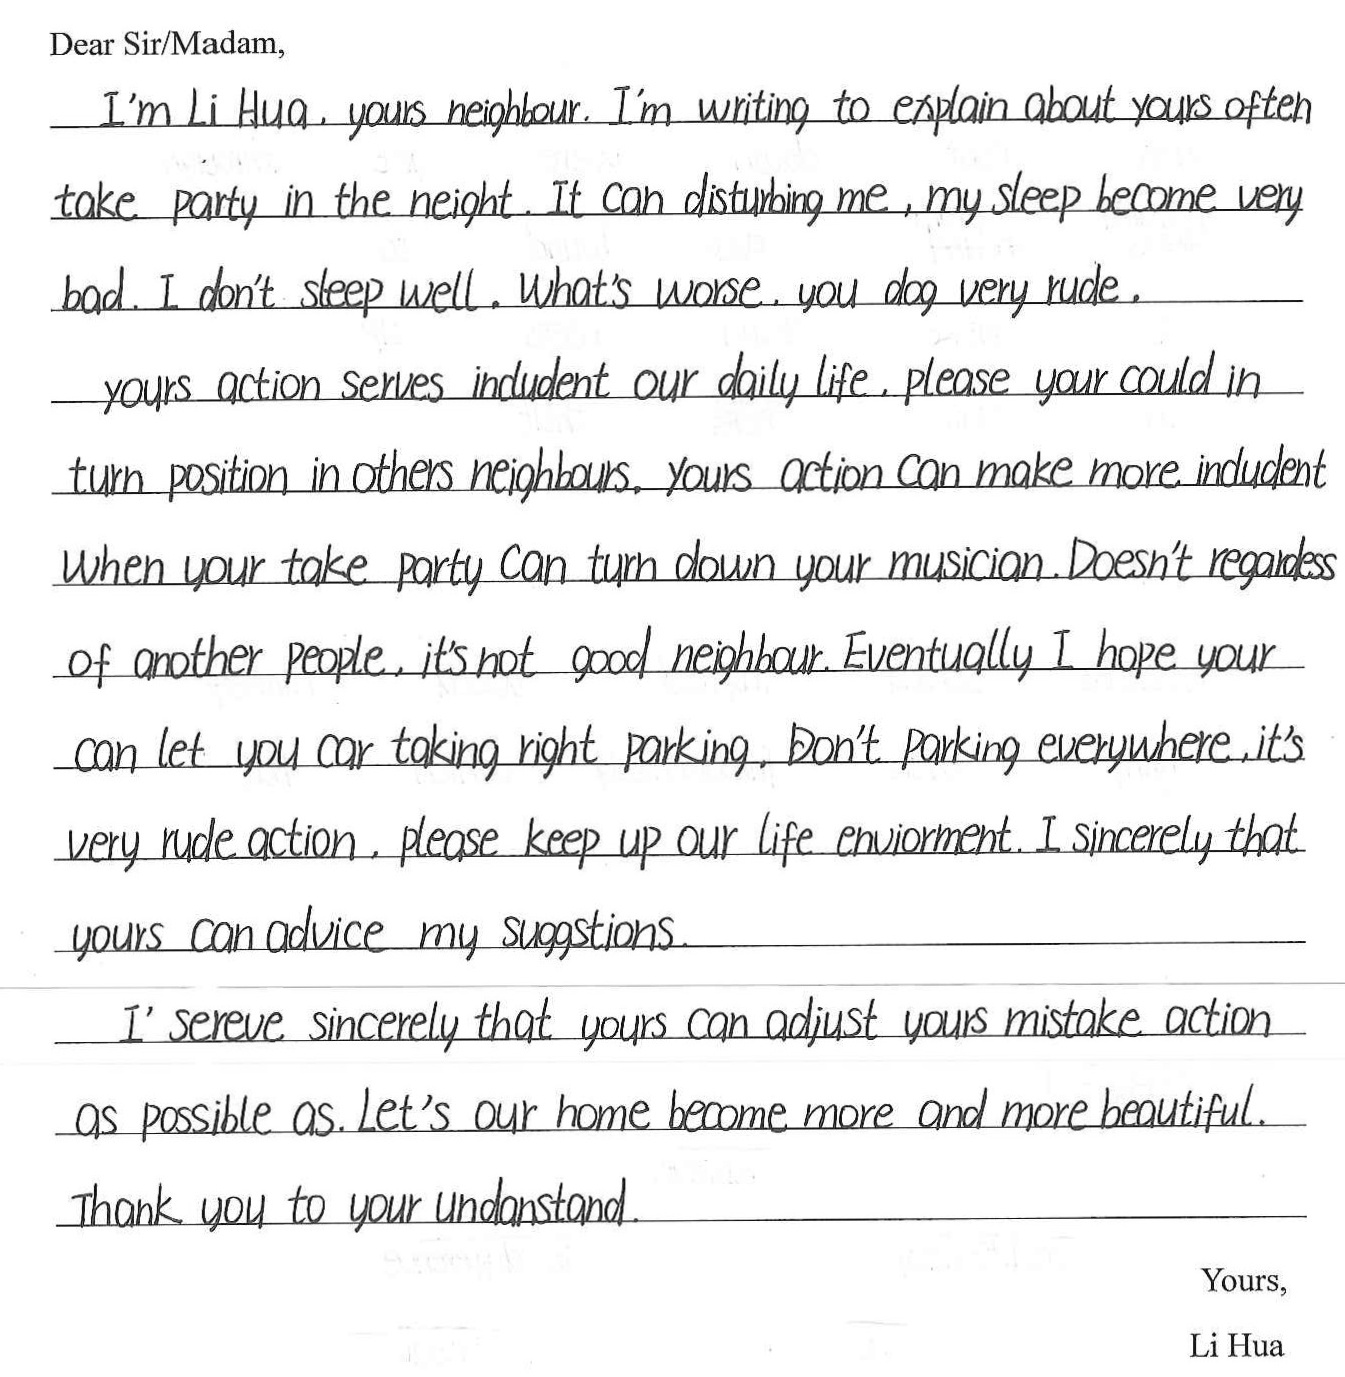 Dear Sir/Madam,
I'm Li Hua, yours neighbour. I'm writing to explain about yours often
take party in the neight. It can disturbing me, my sleep become very
bad. I don't sleep well. What's worse. you dog very rude.
yours action serves indudent our daily life. please your could in
turn position in others neighbours. yours action can make more indudent
When your take party can turn down your musician. Doesn't regardess
of another people, it's not good neighbour. Eventually I hope your
can let you car taking right parking. Don't parking everywhere, it's
very rude action. please keep up our life enviorment. I sincerely that
yours can advice my suggstions.
I' sereve sincerely that yours can adjust yours mistake action
as possible as. Let's our home become more and more beautiful.
Thank you to your undanstand.
Yours,
Li Hua